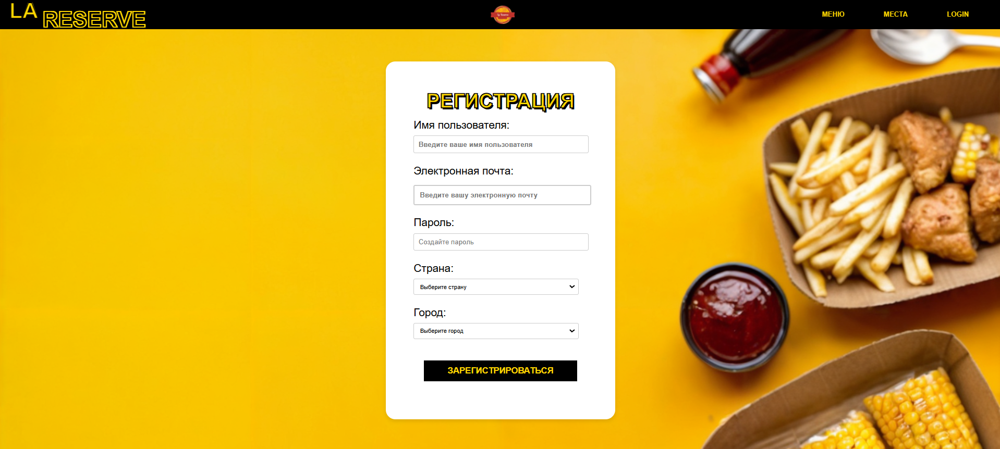 LA RESERVE
МЕНЮ
МЕСТА
LOGIN
РЕГИСТРАЦИЯ
Имя пользователя:
Введите ваше имя пользователя
Электронная почта:
Введите вашу электронную почту
Пароль:
Создайте пароль
Страна:
Выберите страну
Город:
Выберите город
ЗАРЕГИСТРИРОВАТЬСЯ